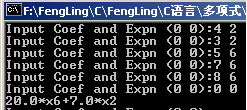 F:\FengLing\C\FengLing\C语言\多项式
Input Coef and Expn (0 0):4 2
Input Coef and Expn (0 0):3 2
Input Coef and Expn (0 0):5 6
Input Coef and Expn (0 0):7 6
Input Coef and Expn (0 0):8 6
Input Coef and Expn (0 0):0 0
20.0*x6+7.0*x2